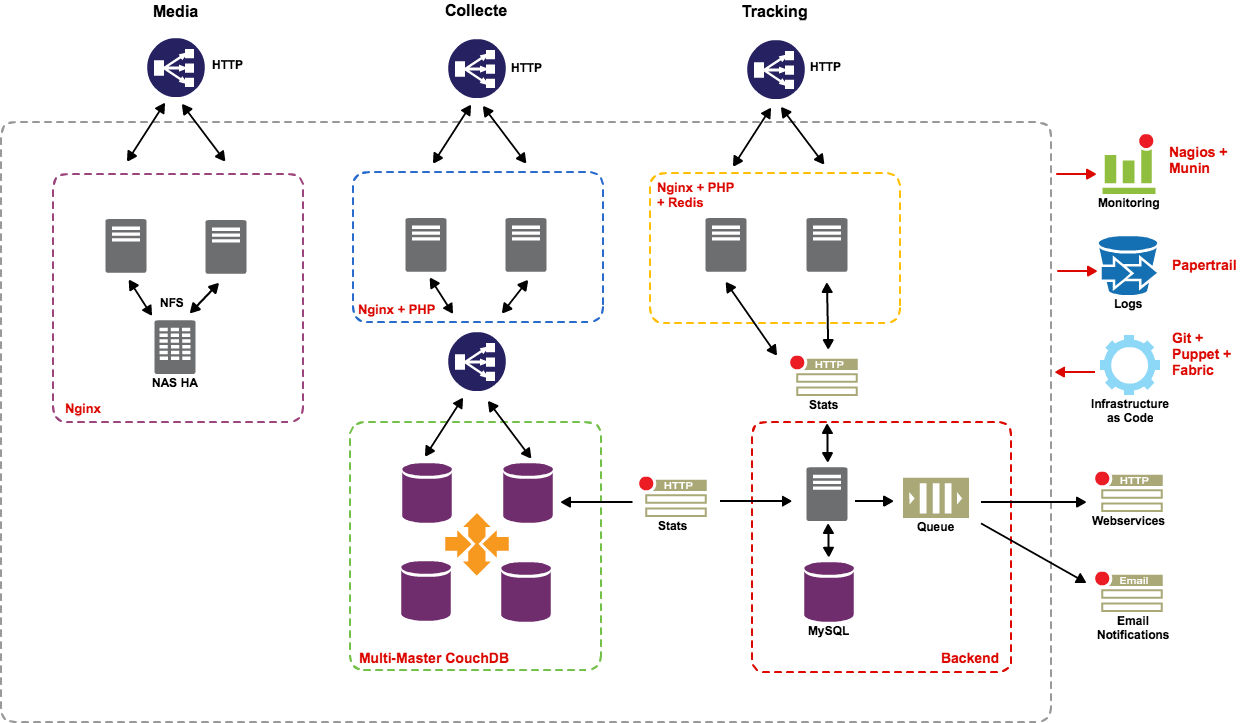 Media
Collecte
Tracking
HTTP
HTTP
HTTP
Nagios +
Munin
Monitoring
Nginx + PHP
+ Redis
Papertrail
Logs
NFS
Nginx + PHP
NAS HA
Nginx
HTTP
Stats
Git +
Puppet +
Fabric
Infrastructure
as Code
HTTP
Stats
Queue
HTTP
Webservices
MySQL
Email
Email
Notifications
Multi-Master CouchDB
Backend